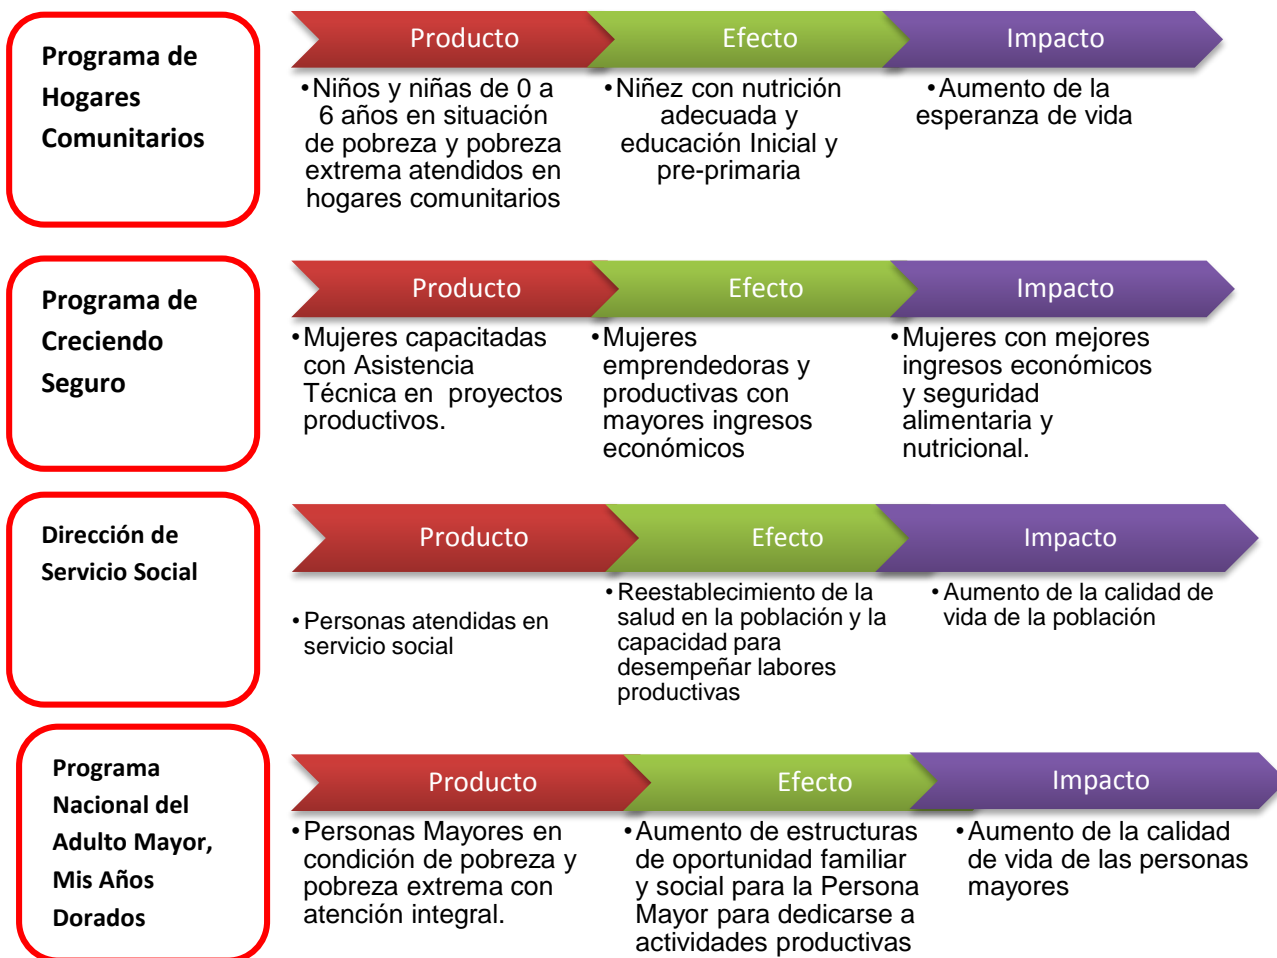 Programa de
Hogares
Comunitarios
Producto
Efecto
Impacto
•Niños y niñas de 0 a
6 años en situación
de pobreza y pobreza
extrema atendidos en
hogares comunitarios
•Niñez con nutrición
adecuada y
educación Inicial y
pre-primaria
•Aumento de la
esperanza de vida
Programa de
Creciendo
Seguro
Producto
Efecto
Impacto
•Mujeres capacitadas
con Asistencia
Técnica en proyectos
productivos.
•Mujeres
emprendedoras y
productivas con
mayores ingresos
económicos
•Mujeres con mejores
ingresos económicos
y seguridad
alimentaria y
nutricional.
Dirección de
Servicio Social
Producto
Efecto
Impacto
•Personas atendidas en
servicio social
•Reestablecimiento de la
salud en la población y la
capacidad para
desempeñar labores
productivas
•Aumento de la calidad de
vida de la población
Programa
Nacional del
Adulto Mayor,
Mis Años
Dorados
Producto
Efecto
Impacto
•Personas Mayores en
condición de pobreza y
pobreza extrema con
atención integral.
•Aumento de estructuras
de oportunidad familiar
y social para la Persona
Mayor para dedicarse a
actividades productivas
•Aumento de la calidad
de vida de las personas
mayores